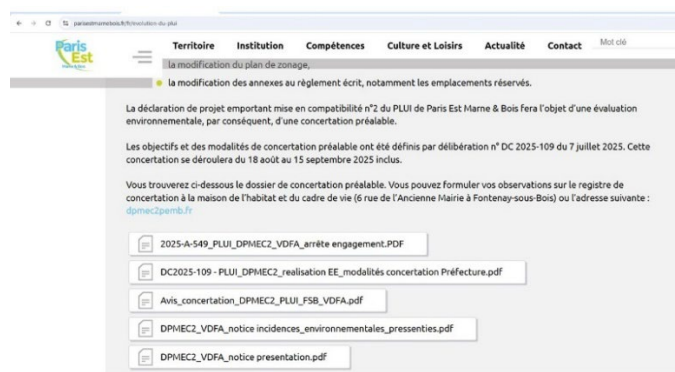 parisestmarnebois.fr/fr/evolution-du-plui
Paris
Est
Territoire Institution Compétences Culture et Loisirs Actualité Contact Mot clé
la modification du plan de zonage,
la modification des annexes au règlement écrit, notamment les emplacements réservés.
La déclaration de projet emportant mise en compatibilité n°2 du PLUI de Paris Est Marne & Bois fera l'objet d'une évaluation
environnementale, par conséquent, d'une concertation préalable.
Les objectifs et des modalités de concertation préalable ont été définis par délibération n° DC 2025-109 du 7 juillet 2025. Cette
concertation se déroulera du 18 août au 15 septembre 2025 inclus.
Vous trouverez ci-dessous le dossier de concertation préalable. Vous pouvez formuler vos observations sur le registre de
concertation à la maison de l'habitat et du cadre de vie (6 rue de l'Ancienne Mairie à Fontenay-sous-Bois) ou l'adresse suivante :
dpmec2pemb.fr
2025-A-549_PLUI_DPMEC2_VDFA_arrête engagement.PDF
DC2025-109 - PLUI_DPMEC2_realisation EE_modalités concertation Préfecture.pdf
Avis_concertation_DPMEC2_PLUI_FSB_VDFA.pdf
DPMEC2_VDFA_notice incidences_environnementales_pressenties.pdf
DPMEC2_VDFA_notice presentation.pdf